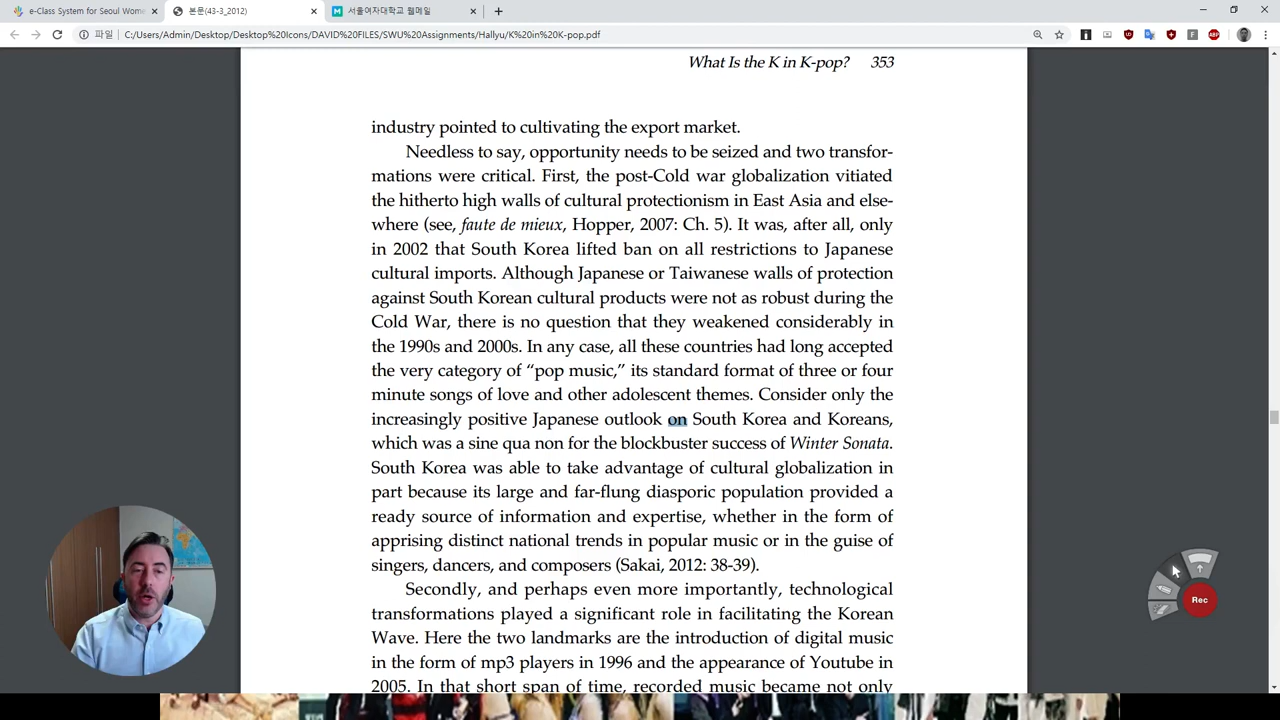 e-Class System for Seoul Wome
본문(43-3_2012)
서울여자대학교 웹메일
파일
C:/Users/Admin/Desktop/Desktop%20Icons/DAVID%20FILES/SWU%20Assignments/Hallyu/K%20in%20K-pop.pdf
What Is the K in K-pop? 353
industry pointed to cultivating the export market.
Needless to say, opportunity needs to be seized and two transfor-
mations were critical. First, the post-Cold war globalization vitiated
the hitherto high walls of cultural protectionism in East Asia and else-
where (see, faute de mieux, Hopper, 2007: Ch. 5). It was, after all, only
in 2002 that South Korea lifted ban on all restrictions to Japanese
cultural imports. Although Japanese or Taiwanese walls of protection
against South Korean cultural products were not as robust during the
Cold War, there is no question that they weakened considerably in
the 1990s and 2000s. In any case, all these countries had long accepted
the very category of “pop music,” its standard format of three or four
minute songs of love and other adolescent themes. Consider only the
increasingly positive Japanese outlook on South Korea and Koreans,
which was a sine qua non for the blockbuster success of Winter Sonata.
South Korea was able to take advantage of cultural globalization in
part because its large and far-flung diasporic population provided a
ready source of information and expertise, whether in the form of
apprising distinct national trends in popular music or in the guise of
singers, dancers, and composers (Sakai, 2012: 38-39).
Secondly, and perhaps even more importantly, technological
transformations played a significant role in facilitating the Korean
Wave. Here the two landmarks are the introduction of digital music
in the form of mp3 players in 1996 and the appearance of Youtube in
2005. In that short span of time, recorded music became not only
Rec